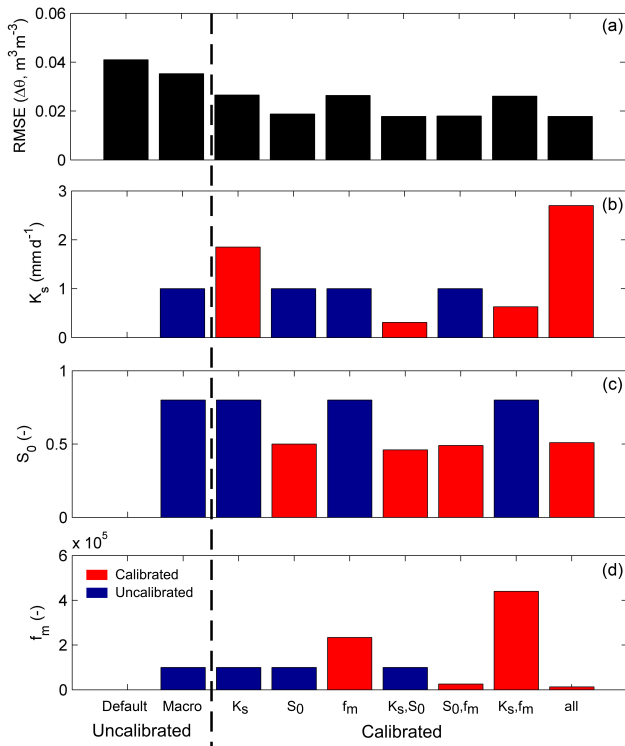 (a)
RMSE (Δθ, m³ m⁻³)
0.06
0.04
0.02
0
(b)
Kₛ (mm d⁻¹)
3
2
1
0
(c)
S₀ (-)
1
0.5
0
x 10⁵
(d)
fₘ (-)
6
4
2
0
Calibrated
Uncalibrated
Default Macro Kₛ S₀ fₘ Kₛ,S₀ S₀,fₘ Kₛ,fₘ all
Uncalibrated Calibrated